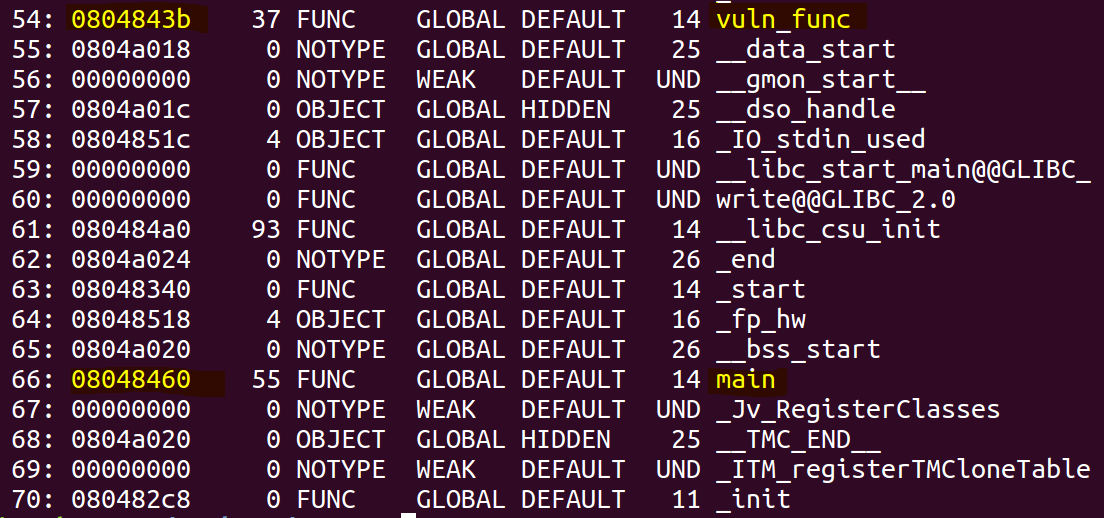 54: 0804843b 37 FUNC GLOBAL DEFAULT 14 vuln_func
55: 0804a018 0 NOTYPE GLOBAL DEFAULT 25 __data_start
56: 00000000 0 NOTYPE WEAK DEFAULT UND __gmon_start__
57: 0804a01c 0 OBJECT GLOBAL HIDDEN 25 __dso_handle
58: 0804851c 4 OBJECT GLOBAL DEFAULT 16 _IO_stdin_used
59: 00000000 0 FUNC GLOBAL DEFAULT UND __libc_start_main@@GLIBC_
60: 00000000 0 FUNC GLOBAL DEFAULT UND write@@GLIBC_2.0
61: 080484a0 93 FUNC GLOBAL DEFAULT 14 __libc_csu_init
62: 0804a024 0 NOTYPE GLOBAL DEFAULT 26 _end
63: 08048340 0 FUNC GLOBAL DEFAULT 14 _start
64: 08048518 4 OBJECT GLOBAL DEFAULT 16 _fp_hw
65: 0804a020 0 NOTYPE GLOBAL DEFAULT 26 __bss_start
66: 08048460 55 FUNC GLOBAL DEFAULT 14 main
67: 00000000 0 NOTYPE WEAK DEFAULT UND _Jv_RegisterClasses
68: 0804a020 0 OBJECT GLOBAL HIDDEN 25 __TMC_END__
69: 00000000 0 NOTYPE WEAK DEFAULT UND _ITM_registerTMCloneTable
70: 080482c8 0 FUNC GLOBAL DEFAULT 11 _init